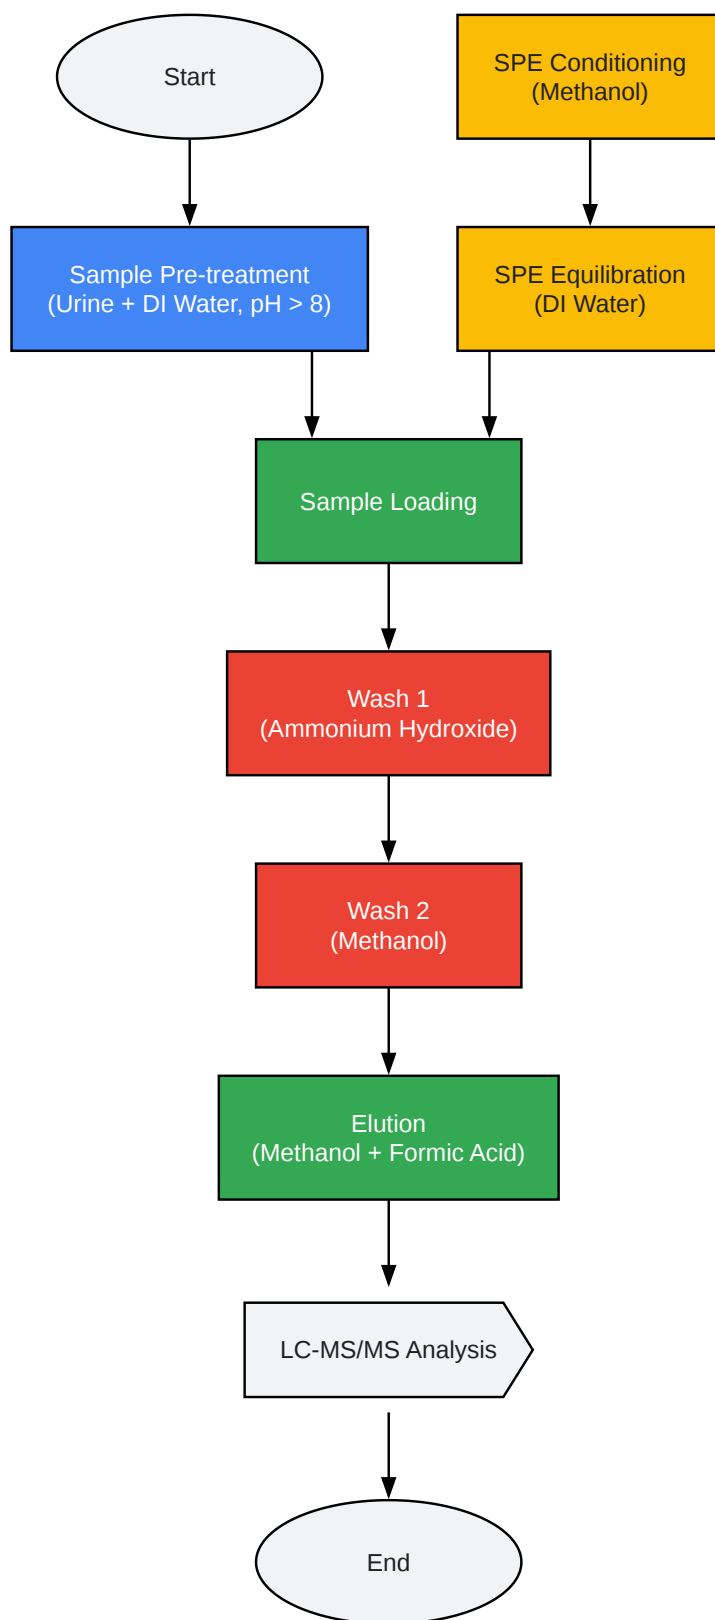 Start
SPE Conditioning
(Methanol)
Sample Pre-treatment
(Urine + DI Water, pH > 8)
SPE Equilibration
(DI Water)
Sample Loading
Wash 1
(Ammonium Hydroxide)
Wash 2
(Methanol)
Elution
(Methanol + Formic Acid)
LC-MS/MS Analysis
End